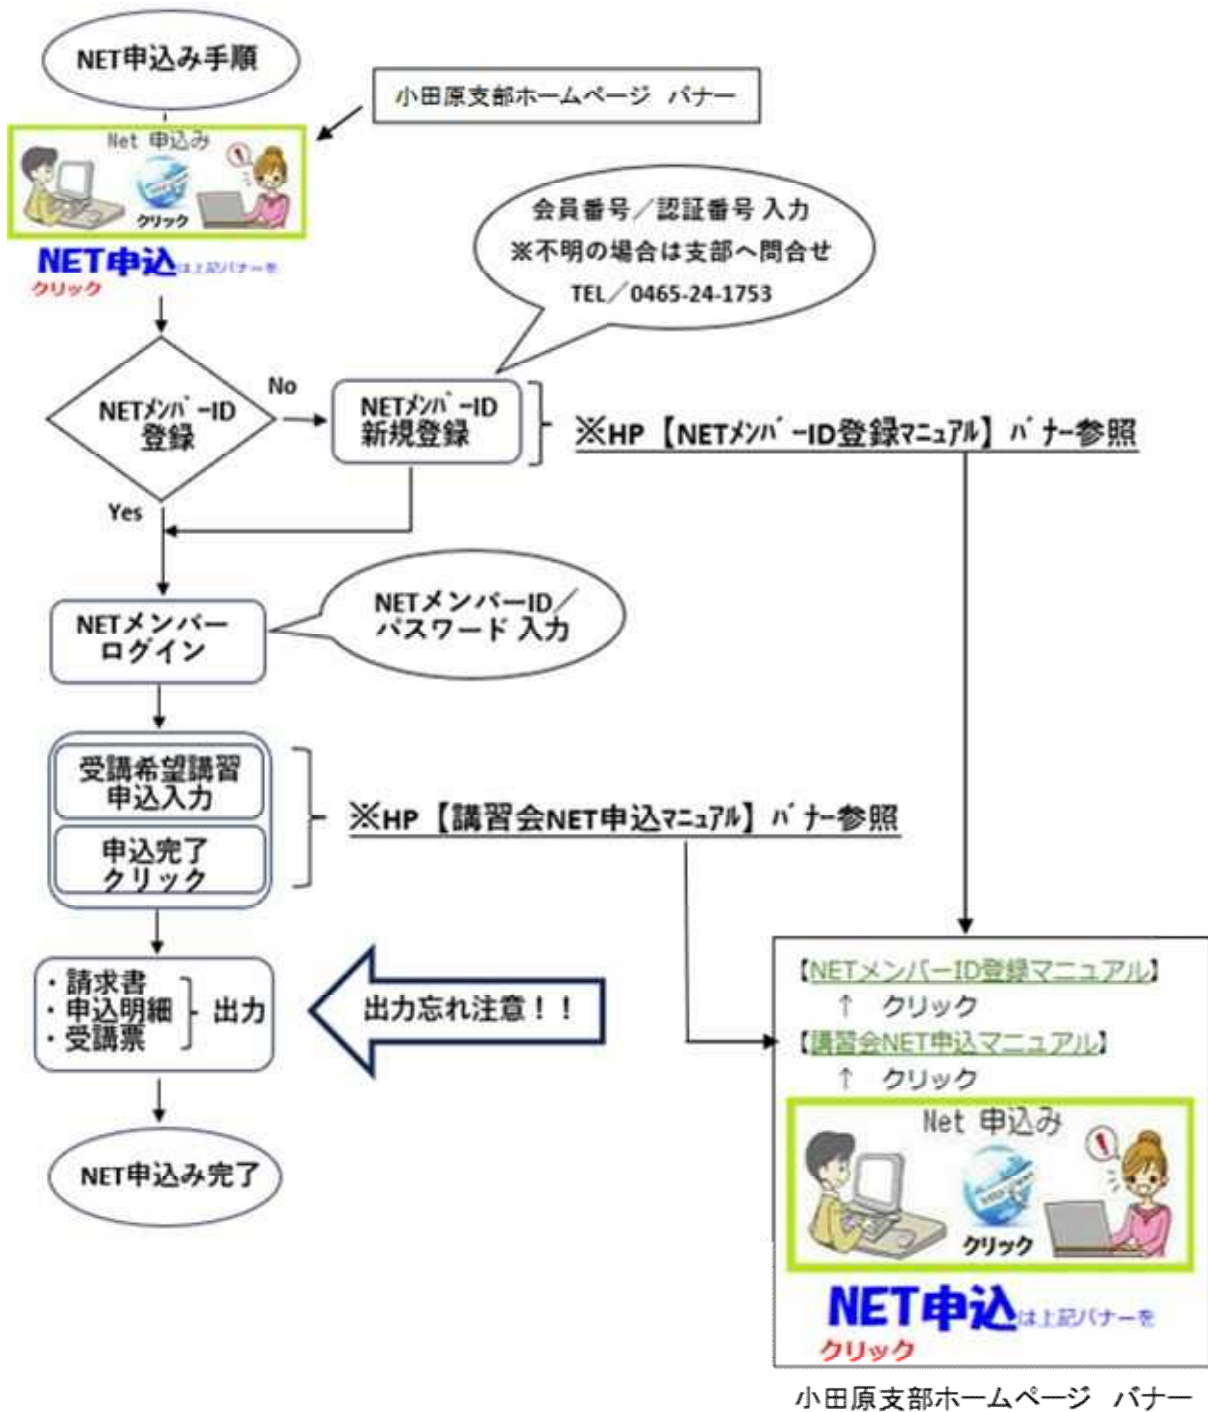 NET申込み手順
小田原支部ホームページ　バナー
Net 申込み
クリック
NET申込は上記バナーを
クリック
会員番号／認証番号 入力
※不明の場合は支部へ問合せ
TEL／0465-24-1753
NETﾒﾝﾊﾞｰID
登録
No
NETﾒﾝﾊﾞｰID
新規登録
※HP【NETﾒﾝﾊﾞｰID登録ﾏﾆｭｱﾙ】ﾊﾞﾅｰ参照
Yes
NETメンバー
ログイン
NETメンバーID／
パスワード 入力
受講希望講習
申込入力
申込完了
クリック
※HP【講習会NET申込ﾏﾆｭｱﾙ】ﾊﾞﾅｰ参照
・請求書
・申込明細
・受講票
出力
出力忘れ注意！！
NET申込み完了
【NETメンバーID登録マニュアル】
↑　クリック
【講習会NET申込マニュアル】
↑　クリック
Net 申込み
クリック
NET申込は上記バナーを
クリック
小田原支部ホームページ　バナー